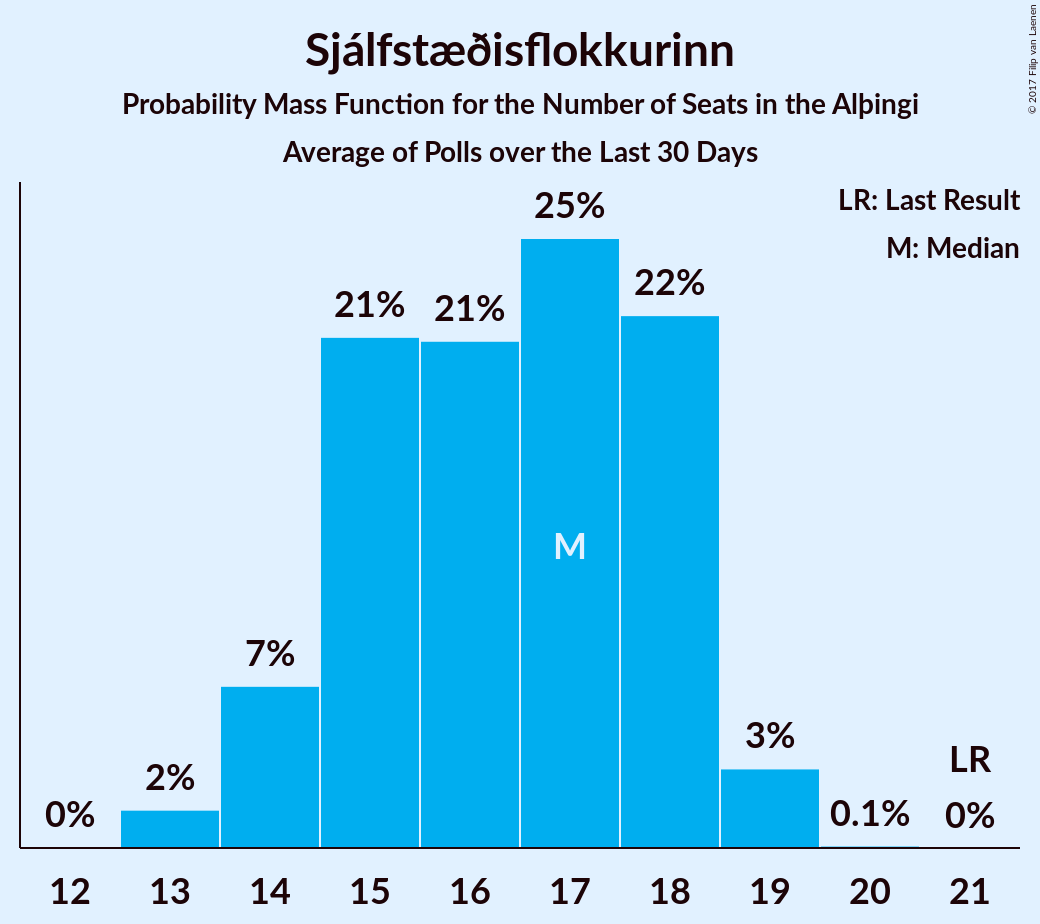 Sjálfstæðisflokkurinn
Probability Mass Function for the Number of Seats in the Alþingi
Average of Polls over the Last 30 Days
© 2017 Filip van Laenen
LR: Last Result
M: Median
0%
2%
7%
21%
21%
25%
22%
3%
0.1%
0%
LR
M
12 13 14 15 16 17 18 19 20 21